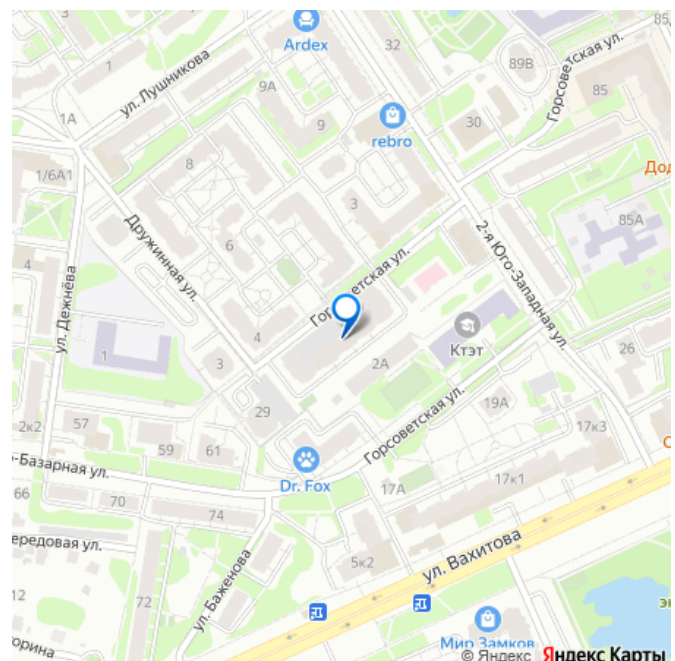 Ardex
32
85Д
Горсоветская ул.
89В
85
1
ул. Лушникова
9А
9
30
rebro
1А
8
1/6А1
Дод
3
2-я Юго-Западная ул.
85А
Дружинная ул.
6
4
Горсоветская ул.
ул. Дежнёва
4
Ктэт
1
3
2А
26
2к2
57
29
19А
17к3
59
61
Горсоветская ул.
о-Базарная ул.
Dr. Fox
17А
17к1
66
70
74
ередовая ул.
5к2
ул. Вахитова
12
72
ул. Баженова
эк
Мир Замков
горина
© Яндекс Яндекс Карты